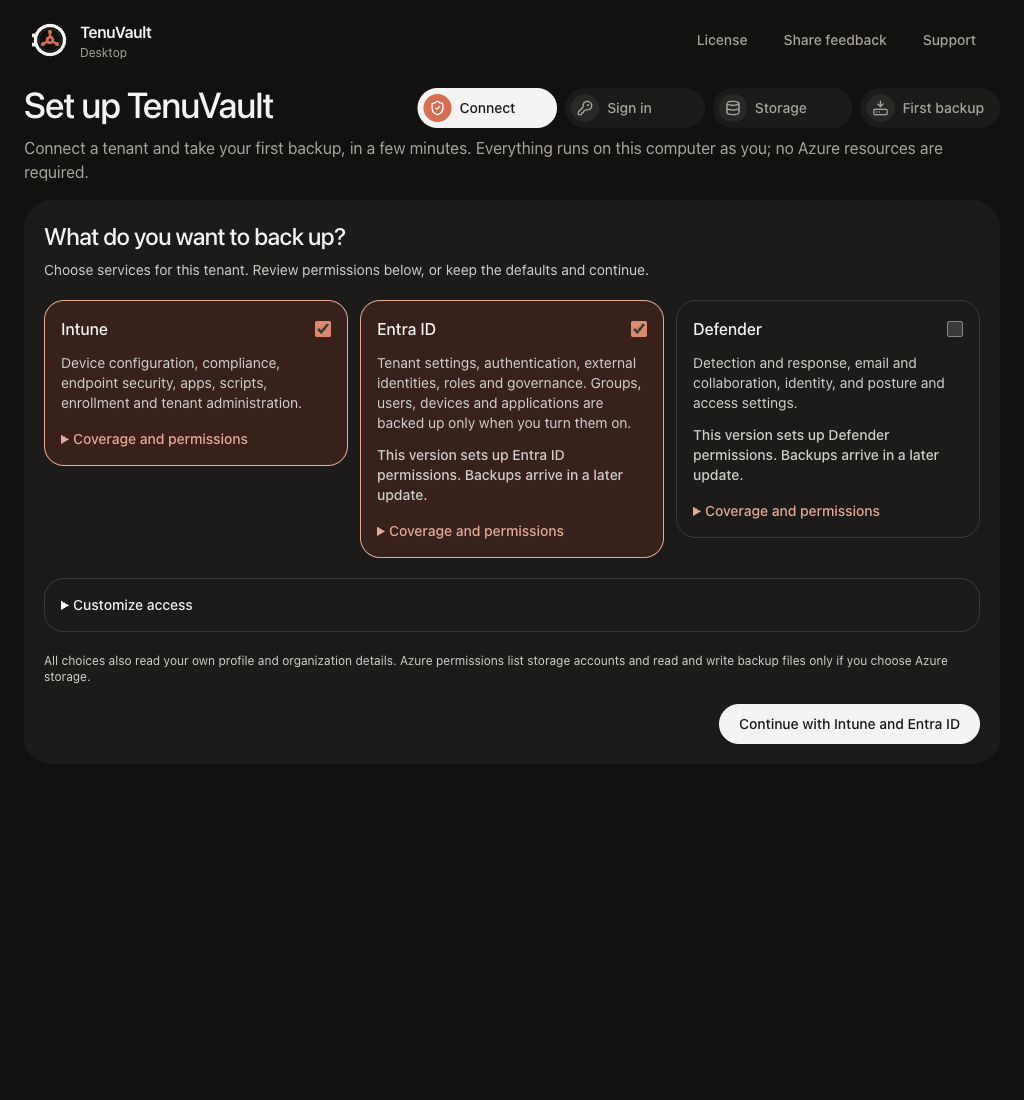 TenuVault
Desktop
License
Share feedback
Support
Set up TenuVault
Connect
Sign in
Storage
First backup
Connect a tenant and take your first backup, in a few minutes. Everything runs on this computer as you; no Azure resources are
required.
What do you want to back up?
Choose services for this tenant. Review permissions below, or keep the defaults and continue.
Intune
Device configuration, compliance,
endpoint security, apps, scripts,
enrollment and tenant administration.
Coverage and permissions
Entra ID
Tenant settings, authentication, external
identities, roles and governance. Groups,
users, devices and applications are
backed up only when you turn them on.
This version sets up Entra ID
permissions. Backups arrive in a later
update.
Coverage and permissions
Defender
Detection and response, email and
collaboration, identity, and posture and
access settings.
This version sets up Defender
permissions. Backups arrive in a later
update.
Coverage and permissions
Customize access
All choices also read your own profile and organization details. Azure permissions list storage accounts and read and write backup files only if you choose Azure
storage.
Continue with Intune and Entra ID